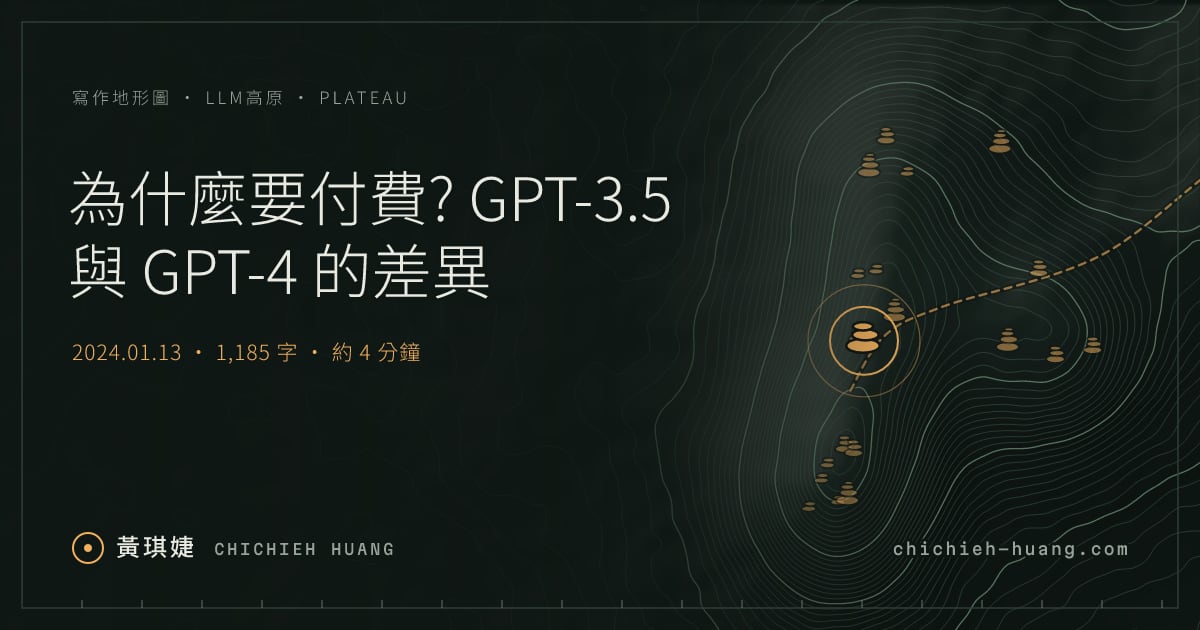 寫作地形圖 · LLM高原 · PLATEAU
為什麼要付費? GPT-3.5
與 GPT-4 的差異
2024.01.13 · 1,185 字 · 約 4 分鐘
黃琪婕 CHICHIEH HUANG
chichieh-huang.com